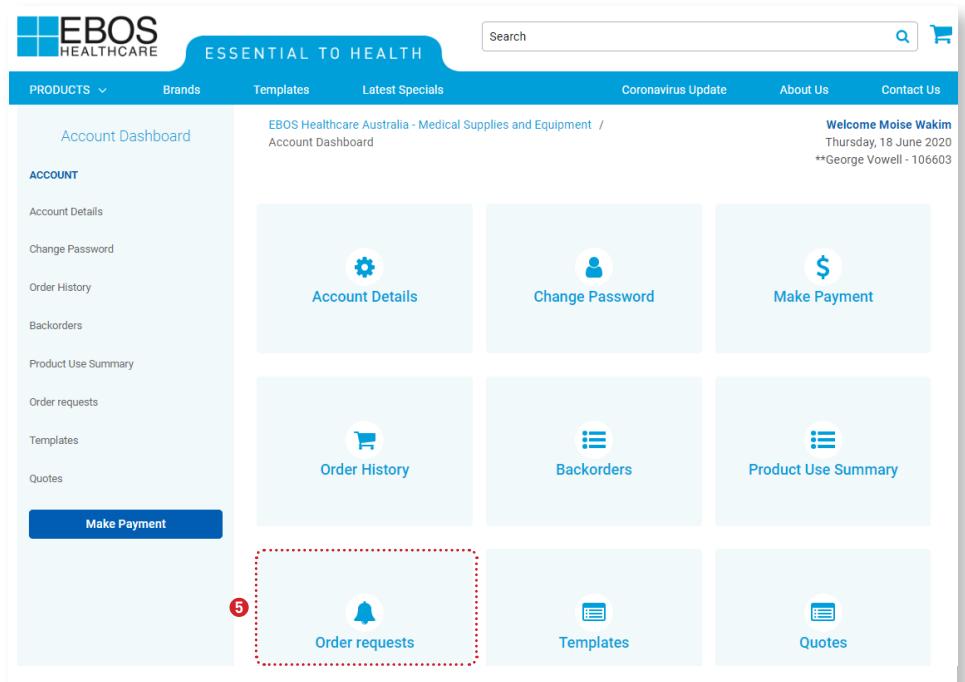 EBOS
HEALTHCARE
ESSENTIAL TO HEALTH
Search
PRODUCTS Brands Templates Latest Specials Coronavirus Update About Us Contact Us
Account Dashboard
ACCOUNT
Account Details
Change Password
Order History
Backorders
Product Use Summary
Order requests
Templates
Quotes
Make Payment
EBOS Healthcare Australia - Medical Supplies and Equipment /
Account Dashboard
Welcome Moise Wakim
Thursday, 18 June 2020
**George Vowell - 106603
Account Details
Change Password
$
Make Payment
Order History
Backorders
Product Use Summary
5
Order requests
Templates
Quotes